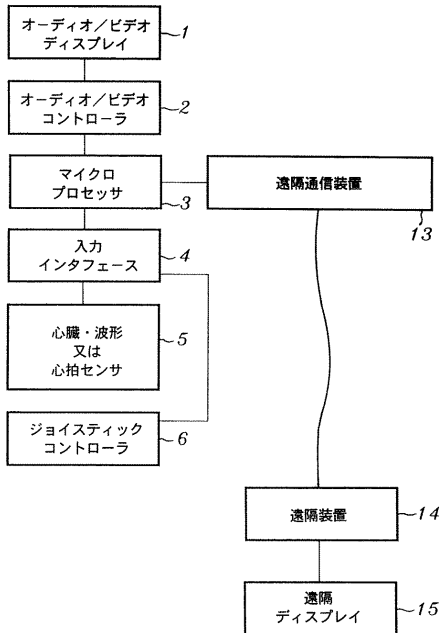 オーディオ／ビデオ
ディスプレイ
1
オーディオ／ビデオ
コントローラ
2
マイクロ
プロセッサ
3
遠隔通信装置
13
入力
インタフェース
4
心臓・波形
又は
心拍センサ
5
ジョイスティック
コントローラ
6
遠隔装置
14
遠隔
ディスプレイ
15